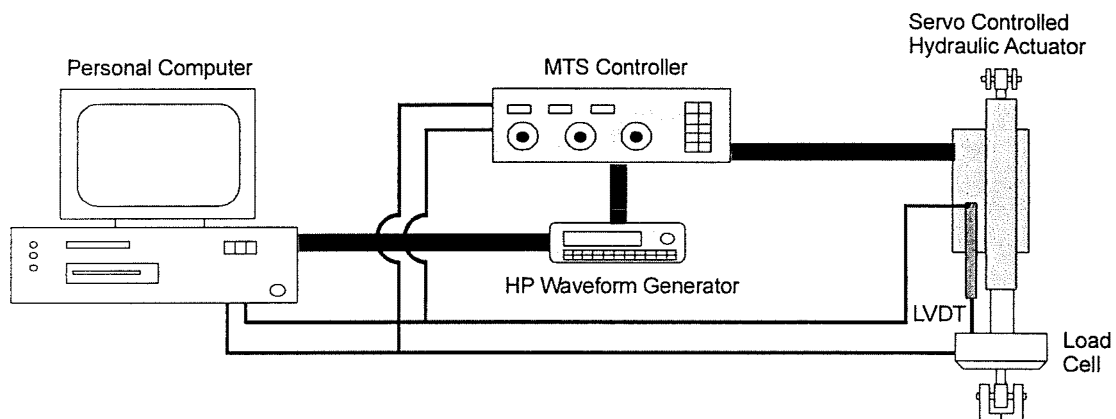 Servo Controlled
Hydraulic Actuator
Personal Computer
MTS Controller
HP Waveform Generator
LVDT
Load
Cell